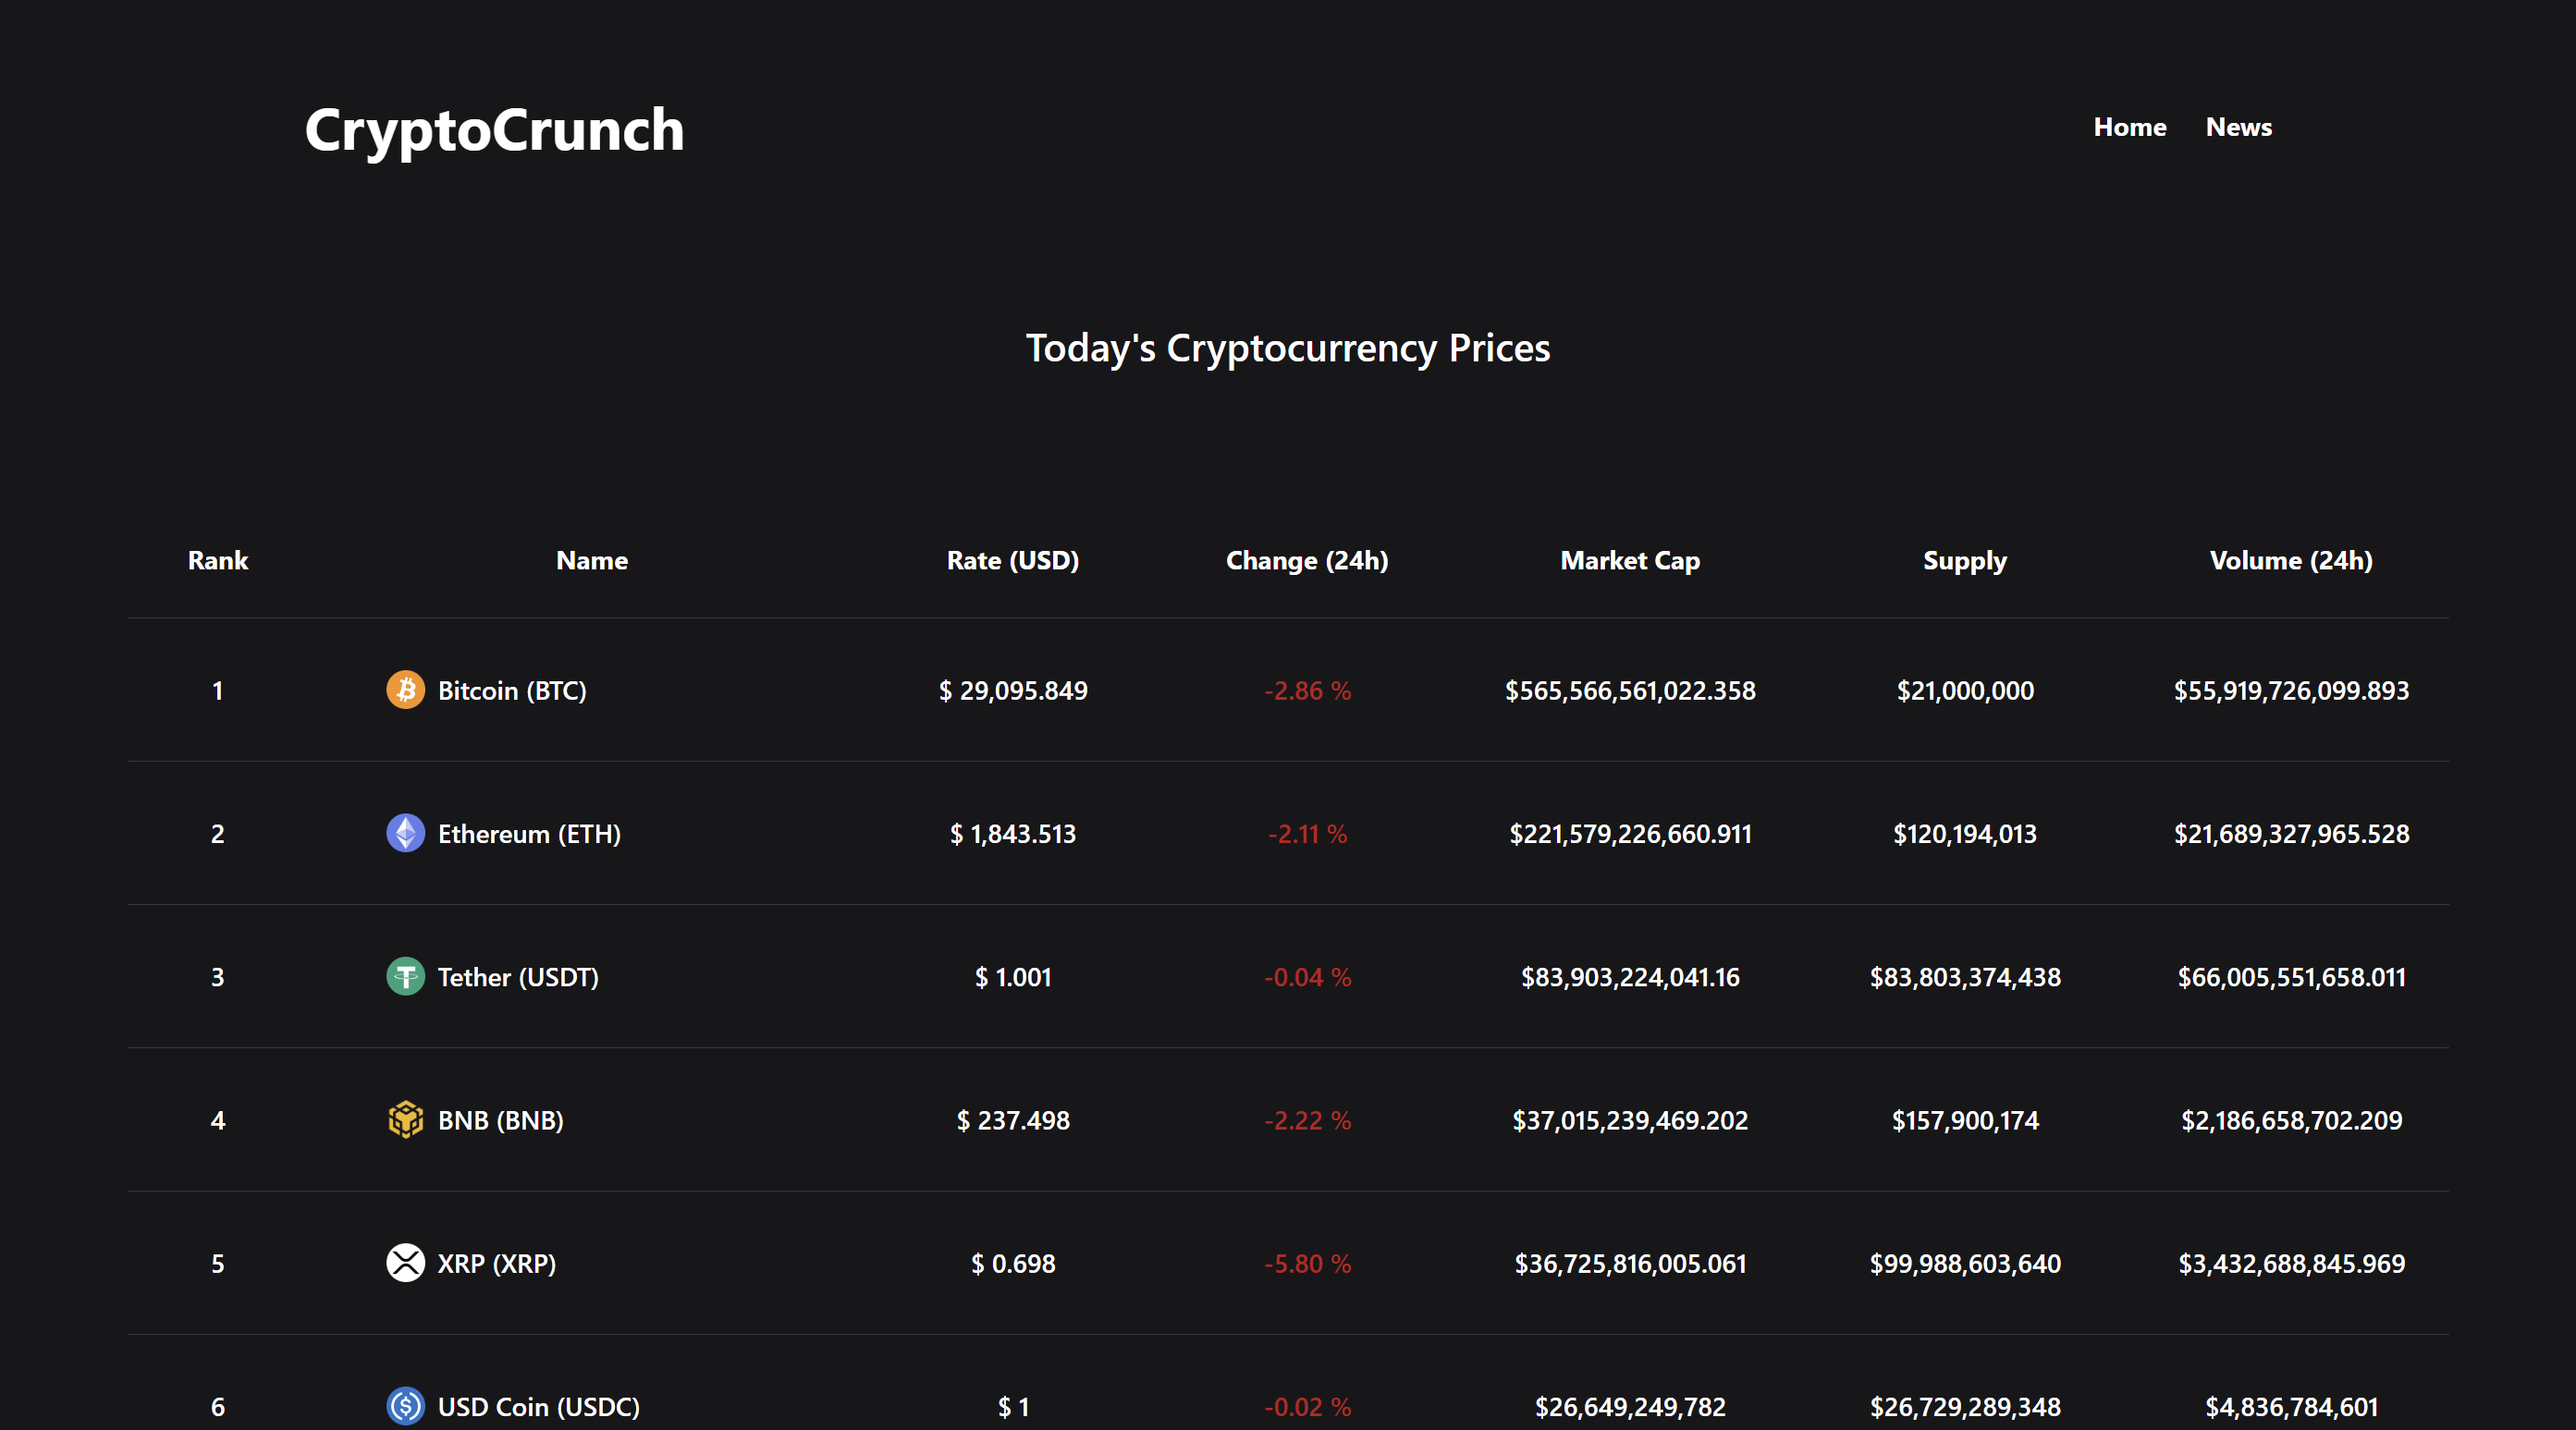 CryptoCrunch
Home News
Today's Cryptocurrency Prices
Rank Name Rate (USD) Change (24h) Market Cap Supply Volume (24h)
1 Bitcoin (BTC) $ 29,095.849 -2.86 % $565,566,561,022.358 $21,000,000 $55,919,726,099.893
2 Ethereum (ETH) $ 1,843.513 -2.11 % $221,579,226,660.911 $120,194,013 $21,689,327,965.528
3 Tether (USDT) $ 1.001 -0.04 % $83,903,224,041.16 $83,803,374,438 $66,005,551,658.011
4 BNB (BNB) $ 237.498 -2.22 % $37,015,239,469.202 $157,900,174 $2,186,658,702.209
5 XRP (XRP) $ 0.698 -5.80 % $36,725,816,005.061 $99,988,603,640 $3,432,688,845.969
6 USD Coin (USDC) $ 1 -0.02 % $26,649,249,782 $26,729,289,348 $4,836,784,601